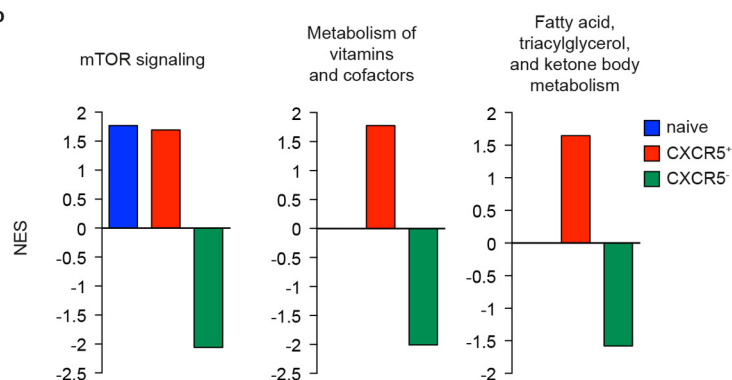 mTOR signaling
Metabolism of
vitamins
and cofactors
Fatty acid,
triacylglycerol,
and ketone body
metabolism
NES
2
1.5
1
0.5
0
-0.5
-1
-1.5
-2
-2.5
2
1.5
1
0.5
0
-0.5
-1
-1.5
-2
-2.5
2
1.5
1
0.5
0
-0.5
-1
-1.5
-2
naive
CXCR5⁺
CXCR5⁻